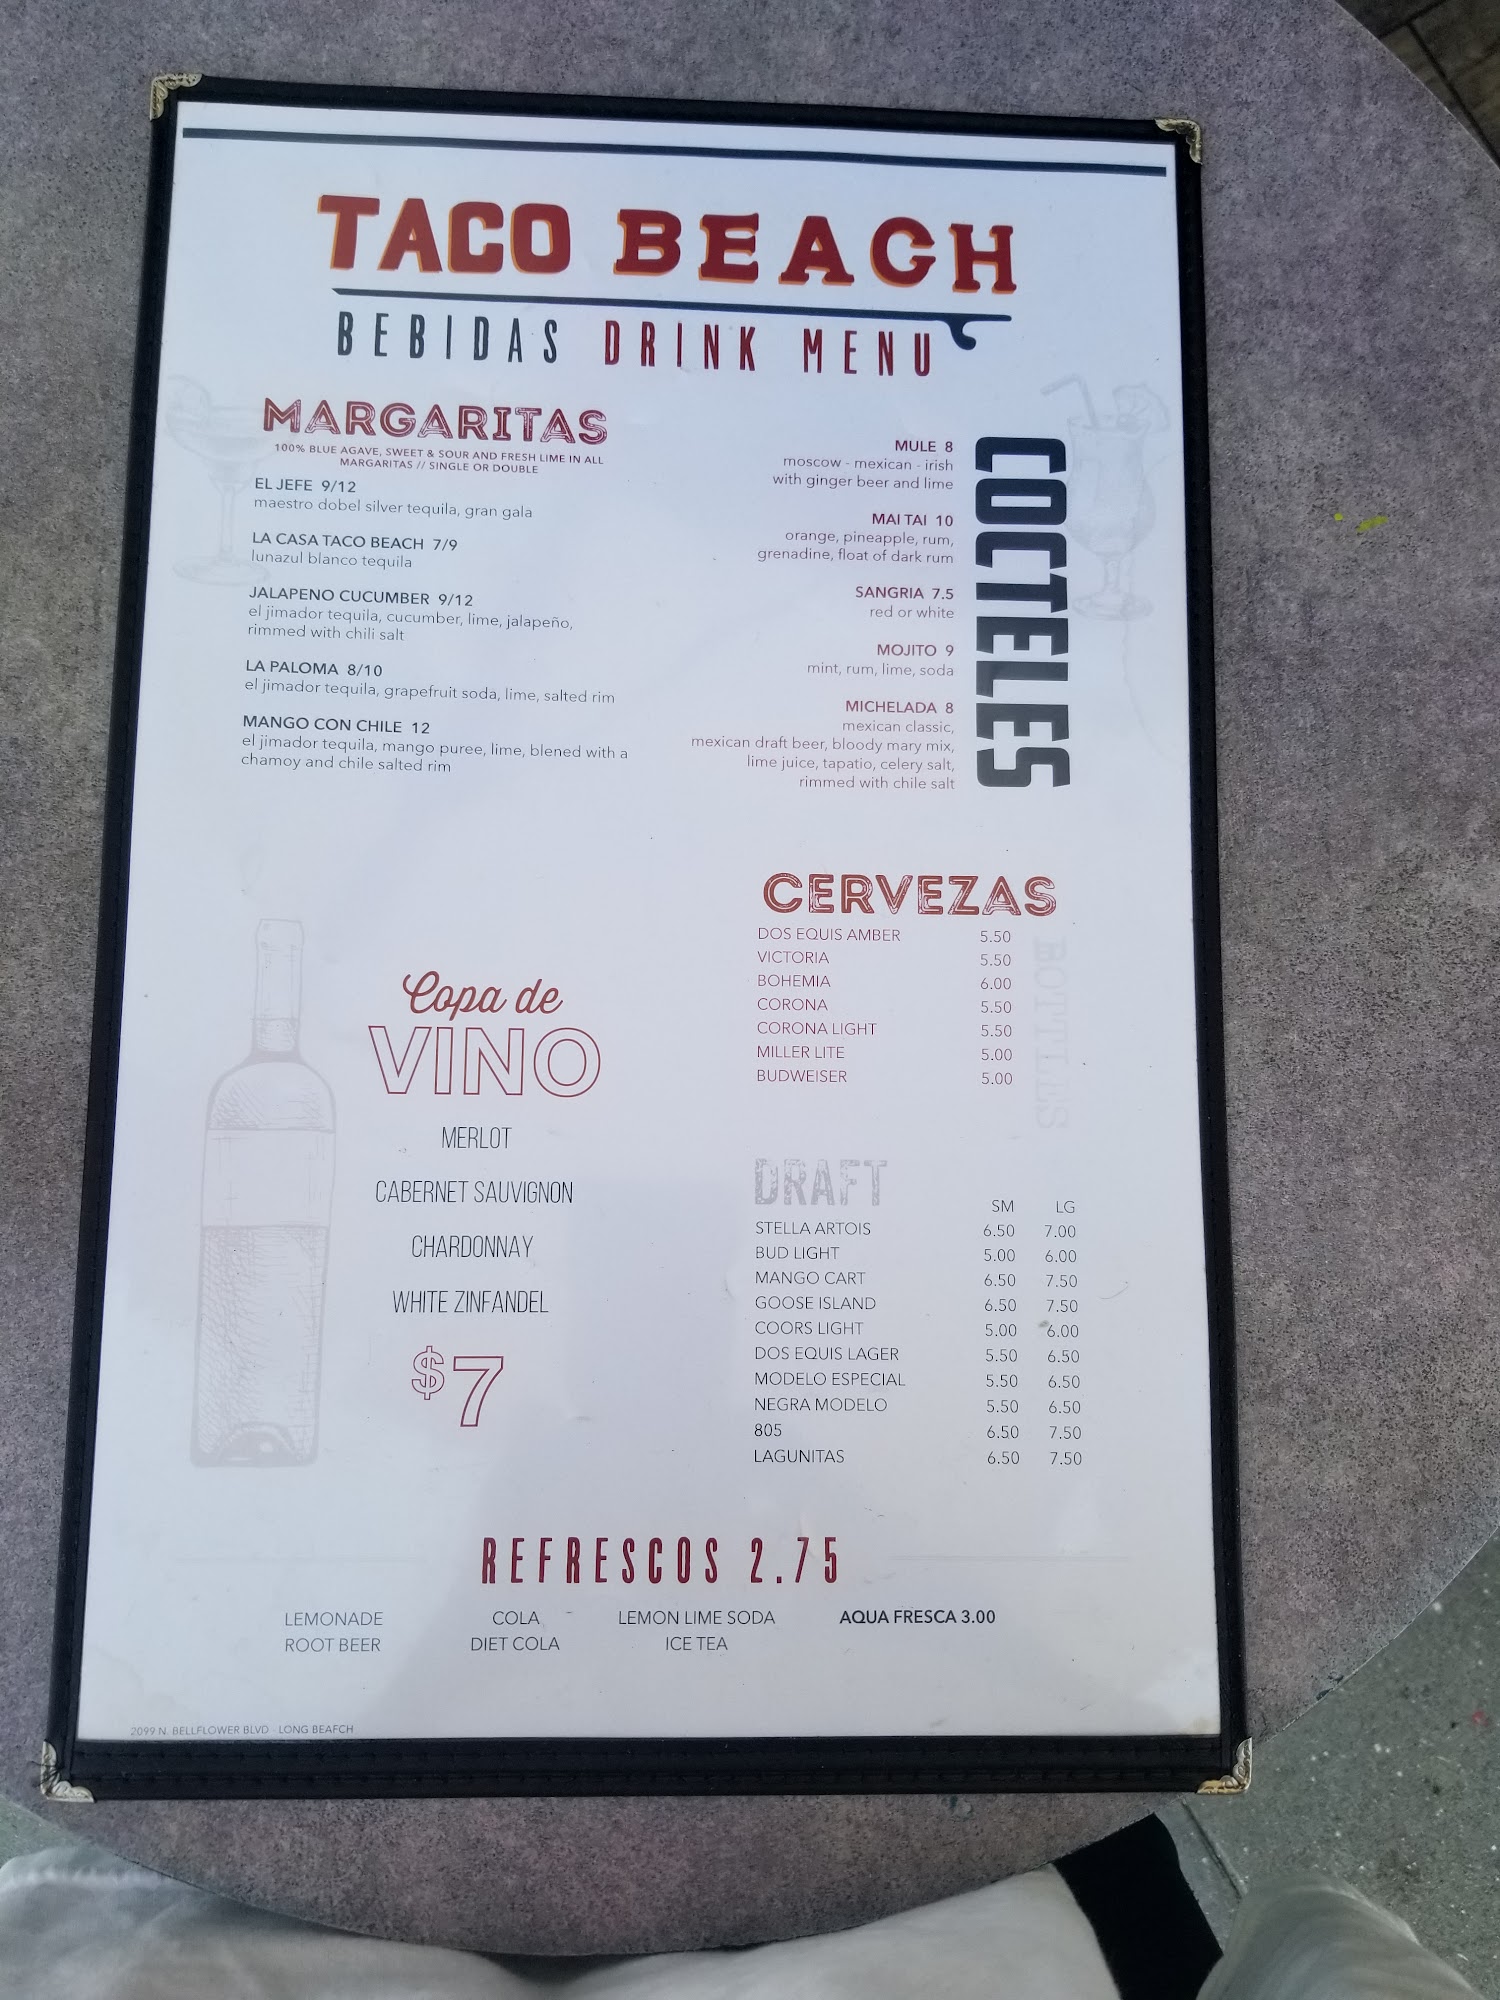 TACO BEACH
BEBIDAS DRINK MENU
MARGARITAS
100% BLUE AGAVE, SWEET & SOUR AND FRESH LIME IN ALL
MARGARITAS // SINGLE OR DOUBLE
EL JEFE 9/12
maestro dobel silver tequila, gran gala
LA CASA TACO BEACH 7/9
lunazul blanco tequila
JALAPENO CUCUMBER 9/12
el jimador tequila, cucumber, lime, jalapeño,
rimmed with chili salt
LA PALOMA 8/10
el jimador tequila, grapefruit soda, lime, salted rim
MANGO CON CHILE 12
el jimador tequila, mango puree, lime, blened with a
chamoy and chile salted rim
COCTELES
MULE 8
moscow - mexican - irish
with ginger beer and lime
MAI TAI 10
orange, pineapple, rum,
grenadine, float of dark rum
SANGRIA 7.5
red or white
MOJITO 9
mint, rum, lime, soda
MICHELADA 8
mexican classic,
mexican draft beer, bloody mary mix,
lime juice, tapatio, celery salt,
rimmed with chile salt
Copa de
VINO
MERLOT
CABERNET SAUVIGNON
CHARDONNAY
WHITE ZINFANDEL
$7
CERVEZAS
BOTTLES
DOS EQUIS AMBER 5.50
VICTORIA 5.50
BOHEMIA 6.00
CORONA 5.50
CORONA LIGHT 5.50
MILLER LITE 5.00
BUDWEISER 5.00
DRAFT
SM LG
STELLA ARTOIS 6.50 7.00
BUD LIGHT 5.00 6.00
MANGO CART 6.50 7.50
GOOSE ISLAND 6.50 7.50
COORS LIGHT 5.00 6.00
DOS EQUIS LAGER 5.50 6.50
MODELO ESPECIAL 5.50 6.50
NEGRA MODELO 5.50 6.50
805 6.50 7.50
LAGUNITAS 6.50 7.50
REFRESCOS 2.75
LEMONADE COLA LEMON LIME SODA AQUA FRESCA 3.00
ROOT BEER DIET COLA ICE TEA
2099 N. BELLFLOWER BLVD - LONG BEAFCH